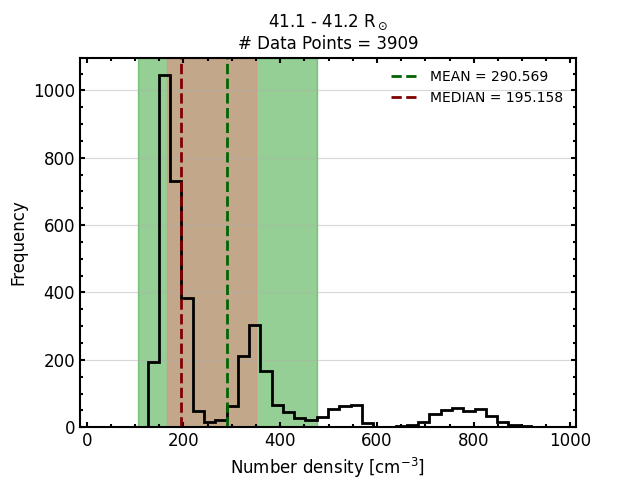 41.1 - 41.2 R⊙
# Data Points = 3909
MEAN = 290.569
MEDIAN = 195.158
1000
800
600
400
200
0
Frequency
0 200 400 600 800 1000
Number density [cm⁻³]